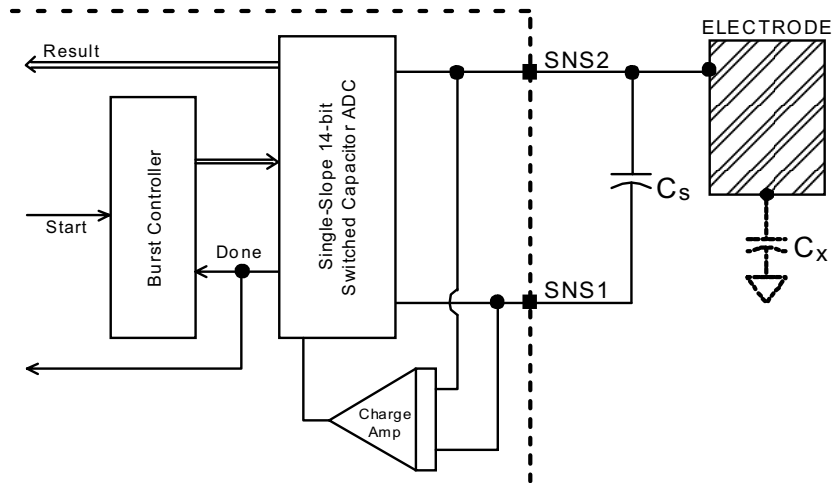 ELECTRODE
Result
SNS2
Single-Slope 14-bit
Switched Capacitor ADC
Burst Controller
Cs
Start
Done
Cx
SNS1
Charge
Amp